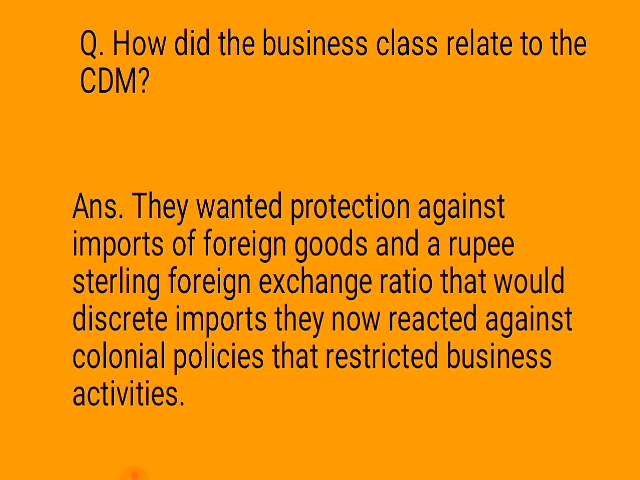 Q. How did the business class relate to the
CDM?
Ans. They wanted protection against
imports of foreign goods and a rupee
sterling foreign exchange ratio that would
discrete imports they now reacted against
colonial policies that restricted business
activities.